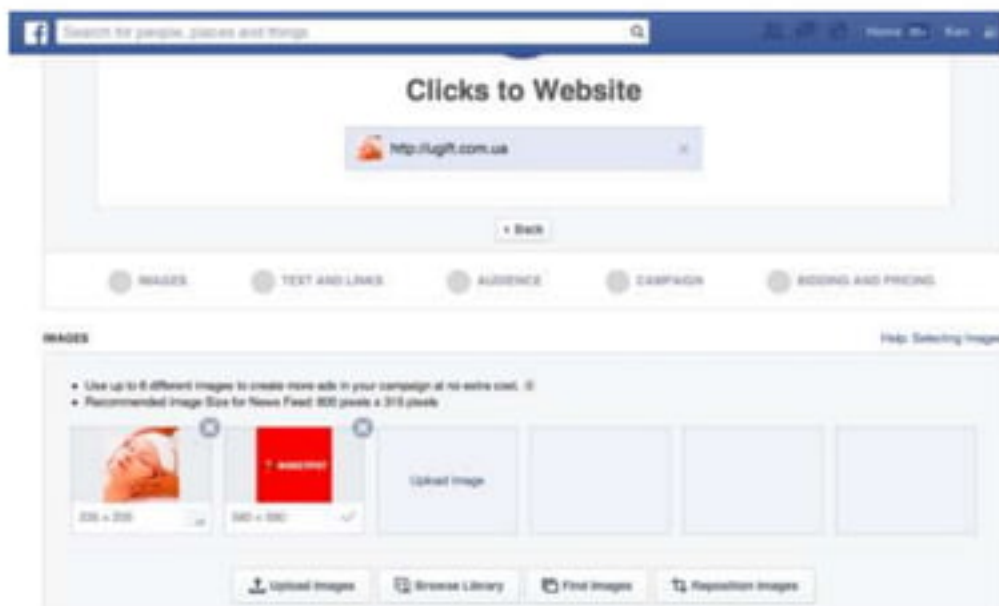 Search for people, places and things
Home
Clicks to Website
http://ugift.com.ua
Back
IMAGES
TEXT AND LINKS
AUDIENCE
CAMPAIGN
BIDDING AND PRICING
IMAGES
Help: Selecting Images
Use up to 6 different images to create more ads in your campaign at no extra cost.
Recommended Image Size for News Feed: 600 pixels x 315 pixels
Upload Image
Upload Images
Browse Library
Find Images
Reposition Images